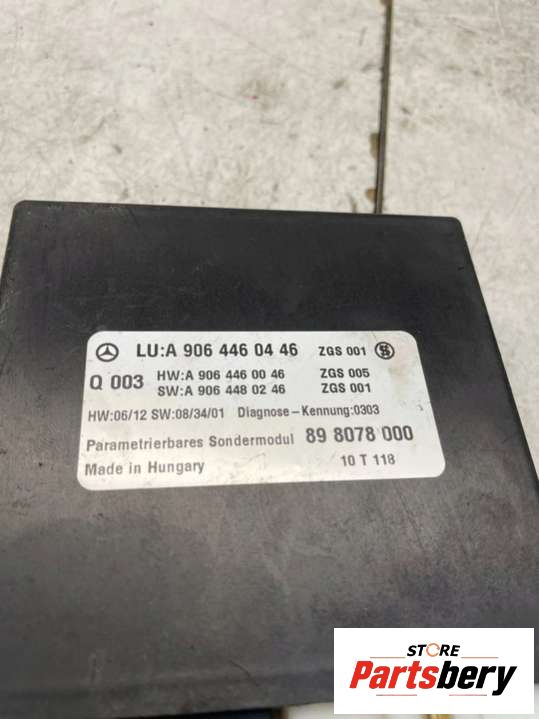 LU:A 906 446 04 46 ZGS 001
Q 003 HW:A 906 446 00 46 ZGS 005
SW:A 906 448 02 46 ZGS 001
HW:06/12 SW:08/34/01 Diagnose-Kennung:0303
Parametrierbares Sondermodul 89 8078 000
Made in Hungary 10 T 118
STORE
Partsbery